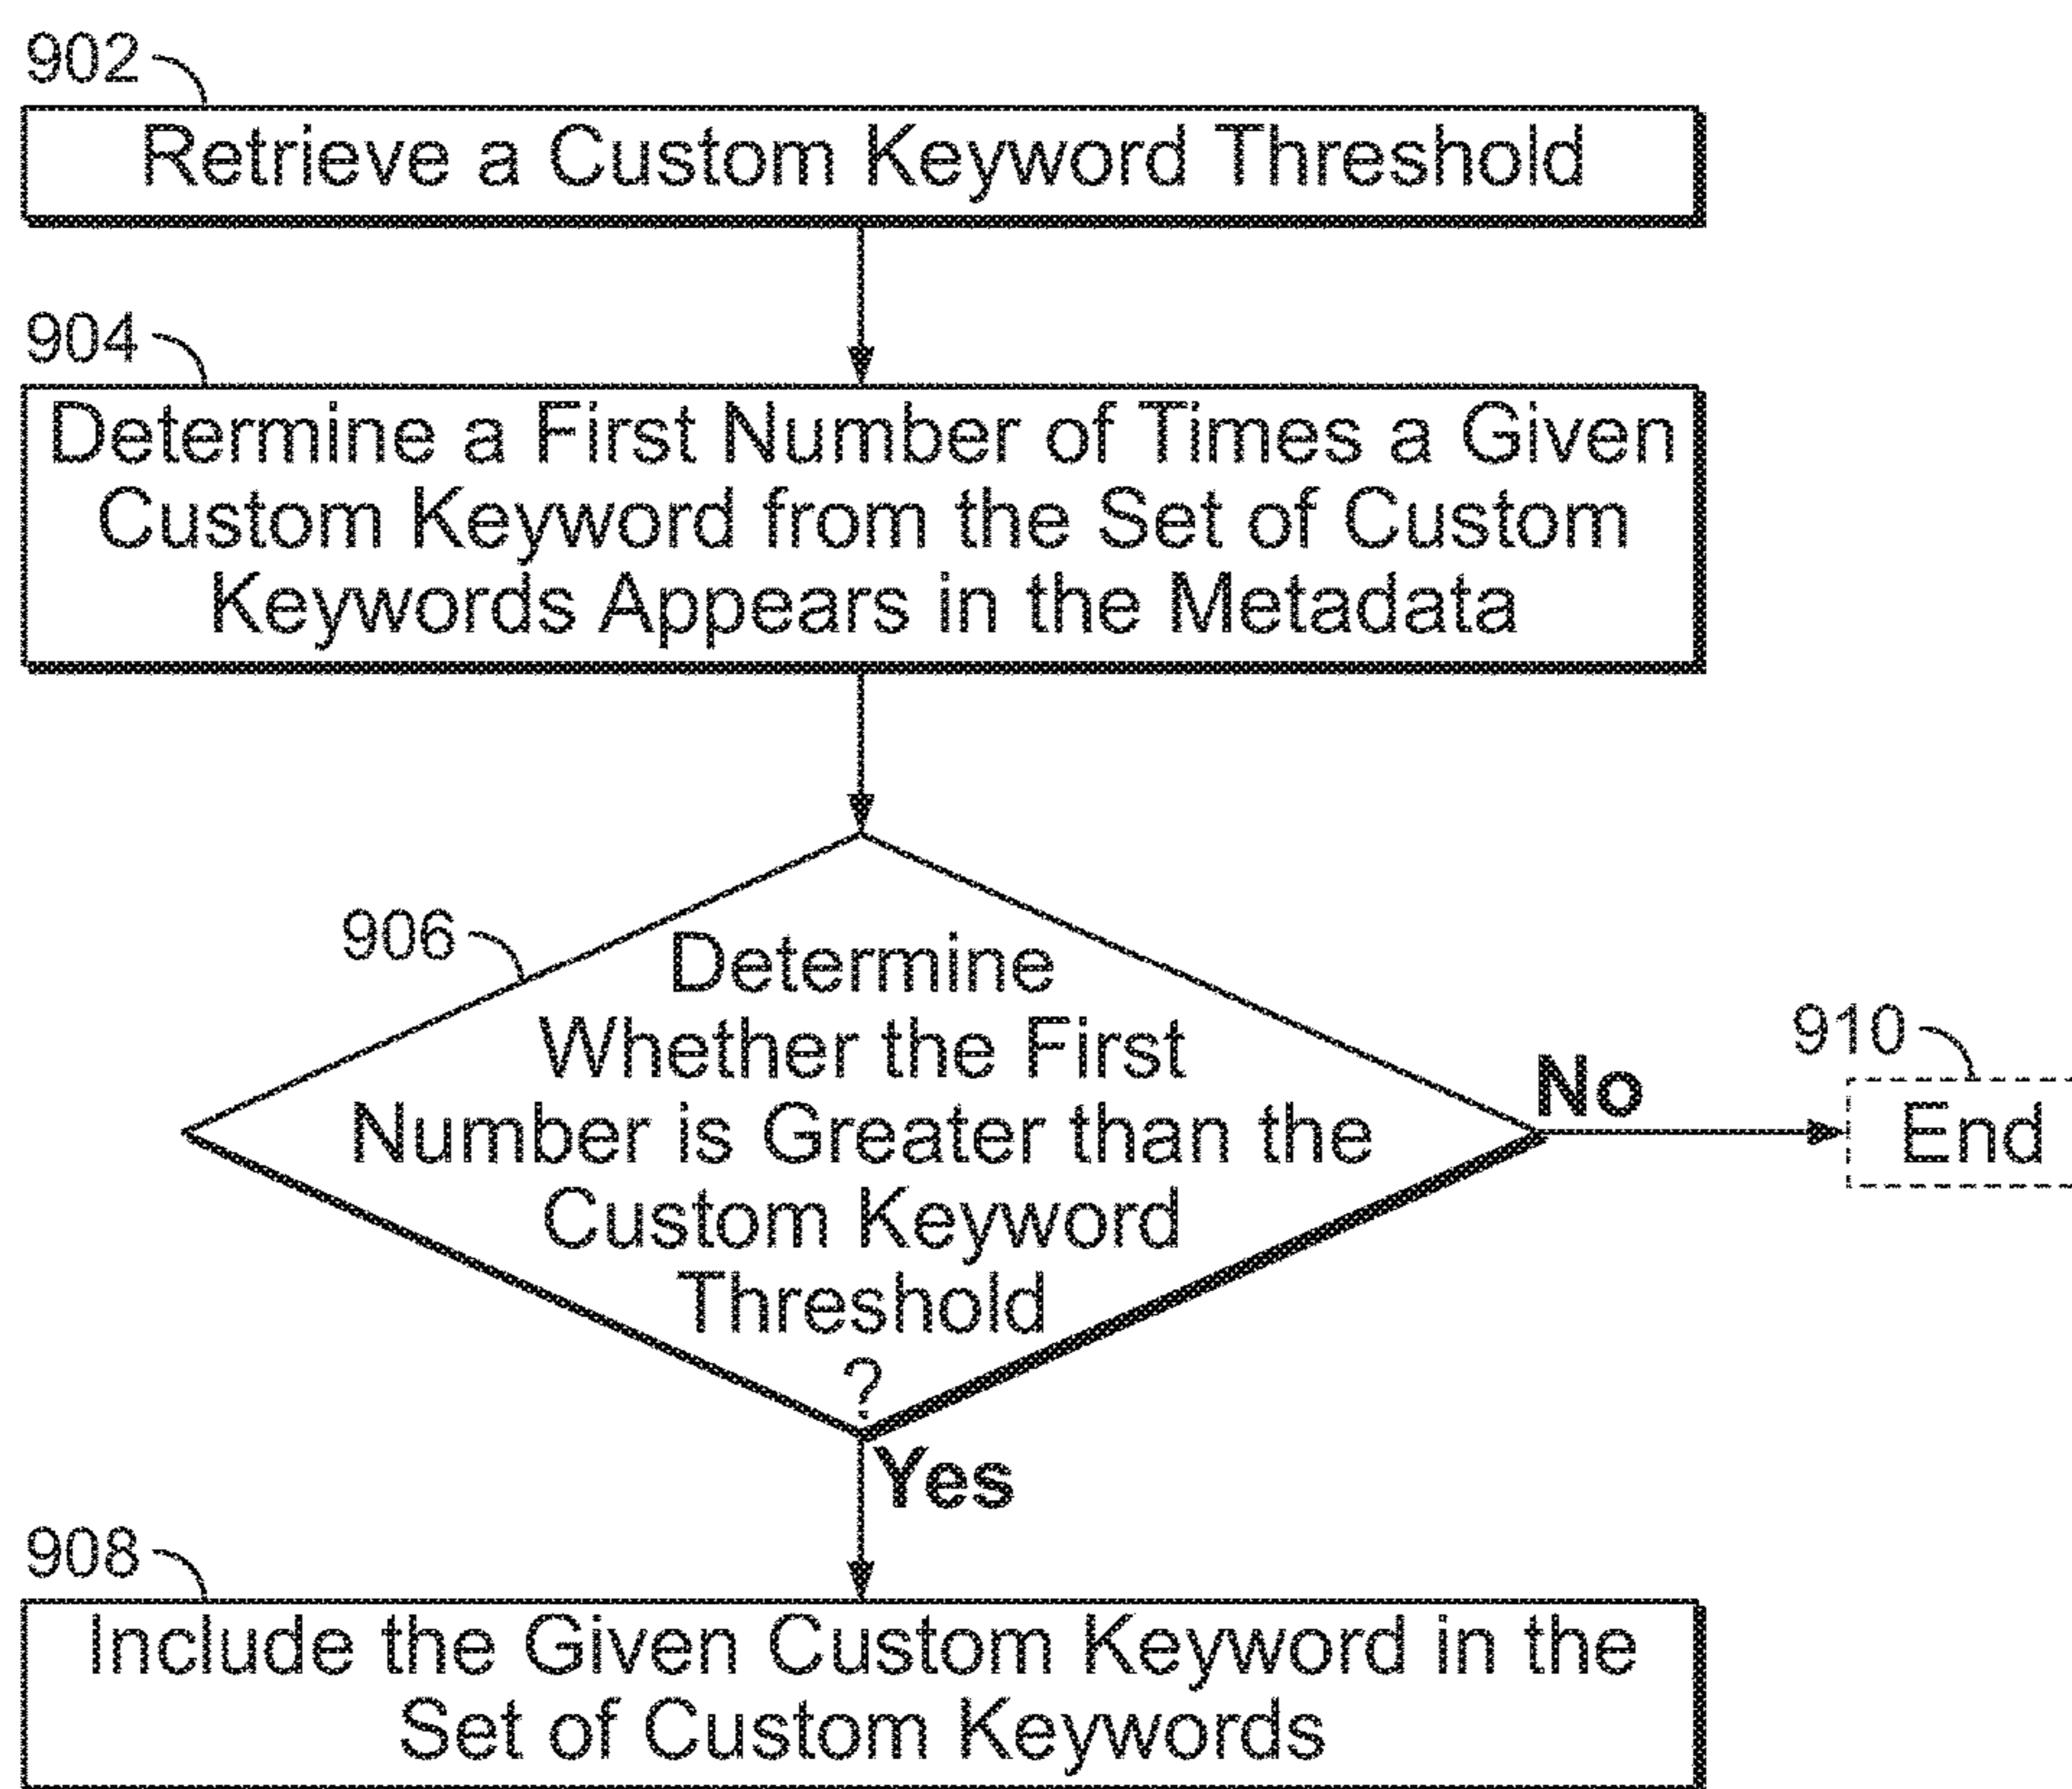 902
Retrieve a Custom Keyword Threshold
904
Determine a First Number of Times a Given
Custom Keyword from the Set of Custom
Keywords Appears in the Metadata
906
Determine
Whether the First
Number is Greater than the
Custom Keyword
Threshold
?
No
910
End
Yes
908
Include the Given Custom Keyword in the
Set of Custom Keywords